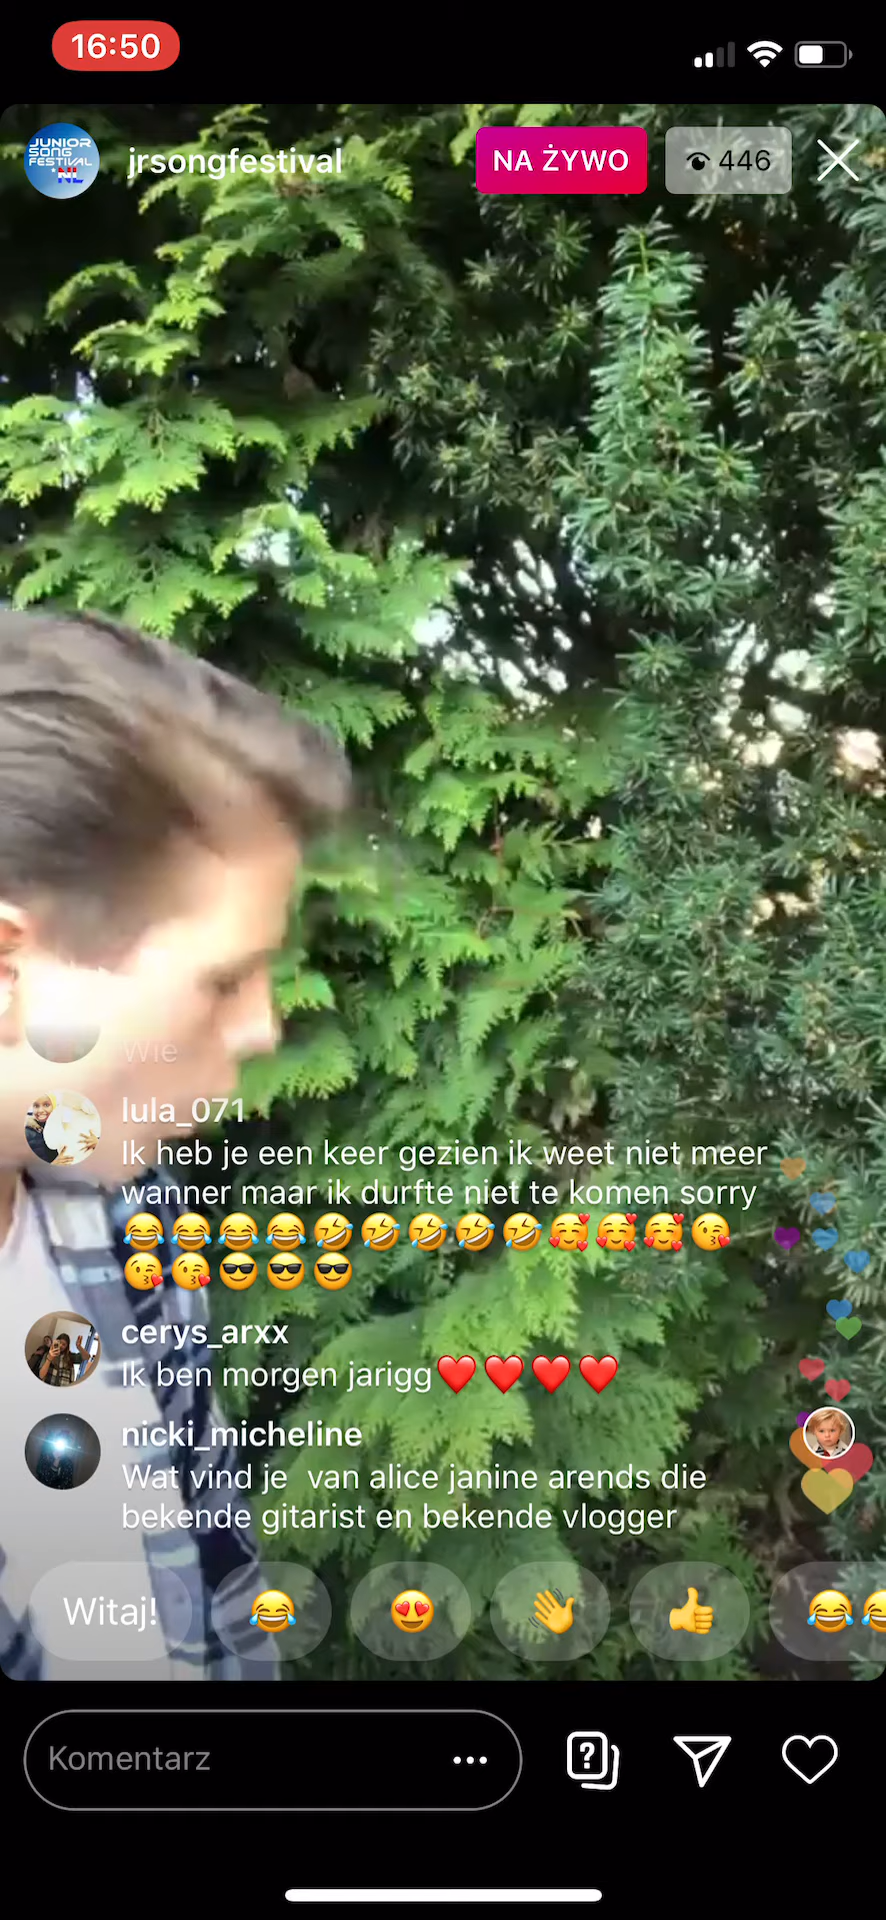 16:50
JUNIOR
SONG
FESTIVAL
NL
jrsongfestival
NA ŻYWO
446
Wie
lula_071
Ik heb je een keer gezien ik weet niet meer
wanner maar ik durfte niet te komen sorry
😂😂😂😂🤣🤣🤣🤣🤣🥰🥰🥰😘
😘😘😎😎😎
cerys_arxx
Ik ben morgen jarigg❤️❤️❤️❤️
nicki_micheline
Wat vind je  van alice janine arends die
bekende gitarist en bekende vlogger
Witaj!
Komentarz